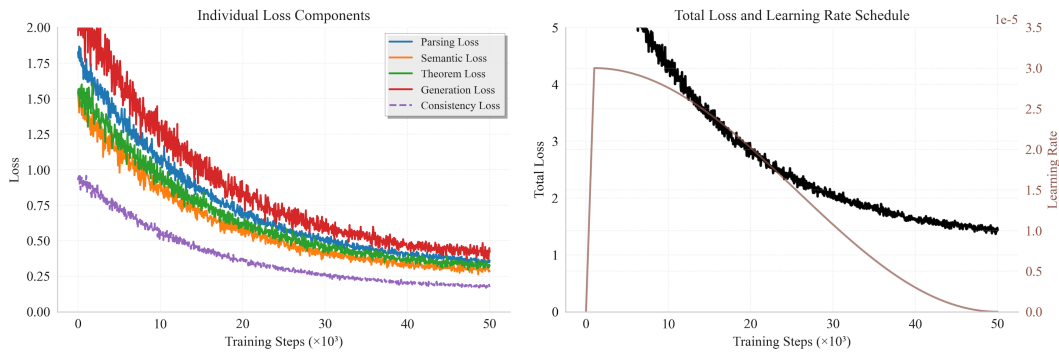 Individual Loss Components
Loss
2.00
1.75
1.50
1.25
1.00
0.75
0.50
0.25
0.00
Parsing Loss
Semantic Loss
Theorem Loss
Generation Loss
Consistency Loss
0 10 20 30 40 50
Training Steps (×10³)
Total Loss and Learning Rate Schedule
Total Loss
5
4
3
2
1
0
1e-5
3.5
3.0
2.5
2.0
1.5
1.0
0.5
0.0
Learning Rate
0 10 20 30 40 50
Training Steps (×10³)